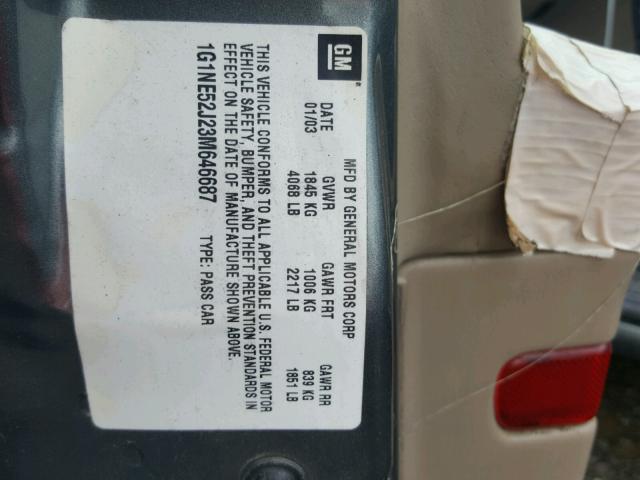 GM
MFD BY GENERAL MOTORS CORP
DATE GVWR GAWR FRT GAWR RR
01/03 1845 KG 1006 KG 839 KG
4068 LB 2217 LB 1851 LB
THIS VEHICLE CONFORMS TO ALL APPLICABLE U.S. FEDERAL MOTOR
VEHICLE SAFETY, BUMPER, AND THEFT PREVENTION STANDARDS IN
EFFECT ON THE DATE OF MANUFACTURE SHOWN ABOVE.
1G1NE52J23M646687 TYPE: PASS CAR